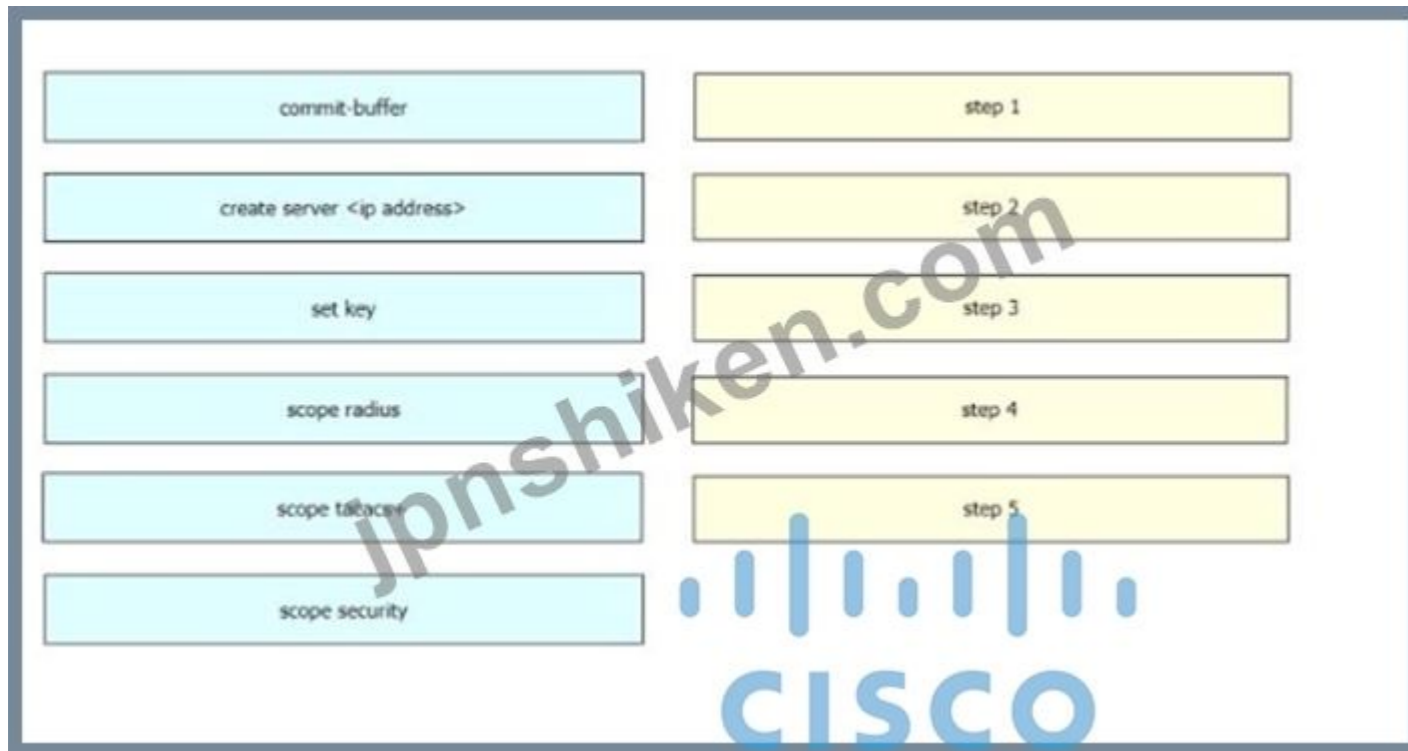 commit-buffer
create server <ip address>
set key
scope radius
scope tacacs+
scope security
step 1
step 2
step 3
step 4
step 5
jpnshiken.com
CISCO